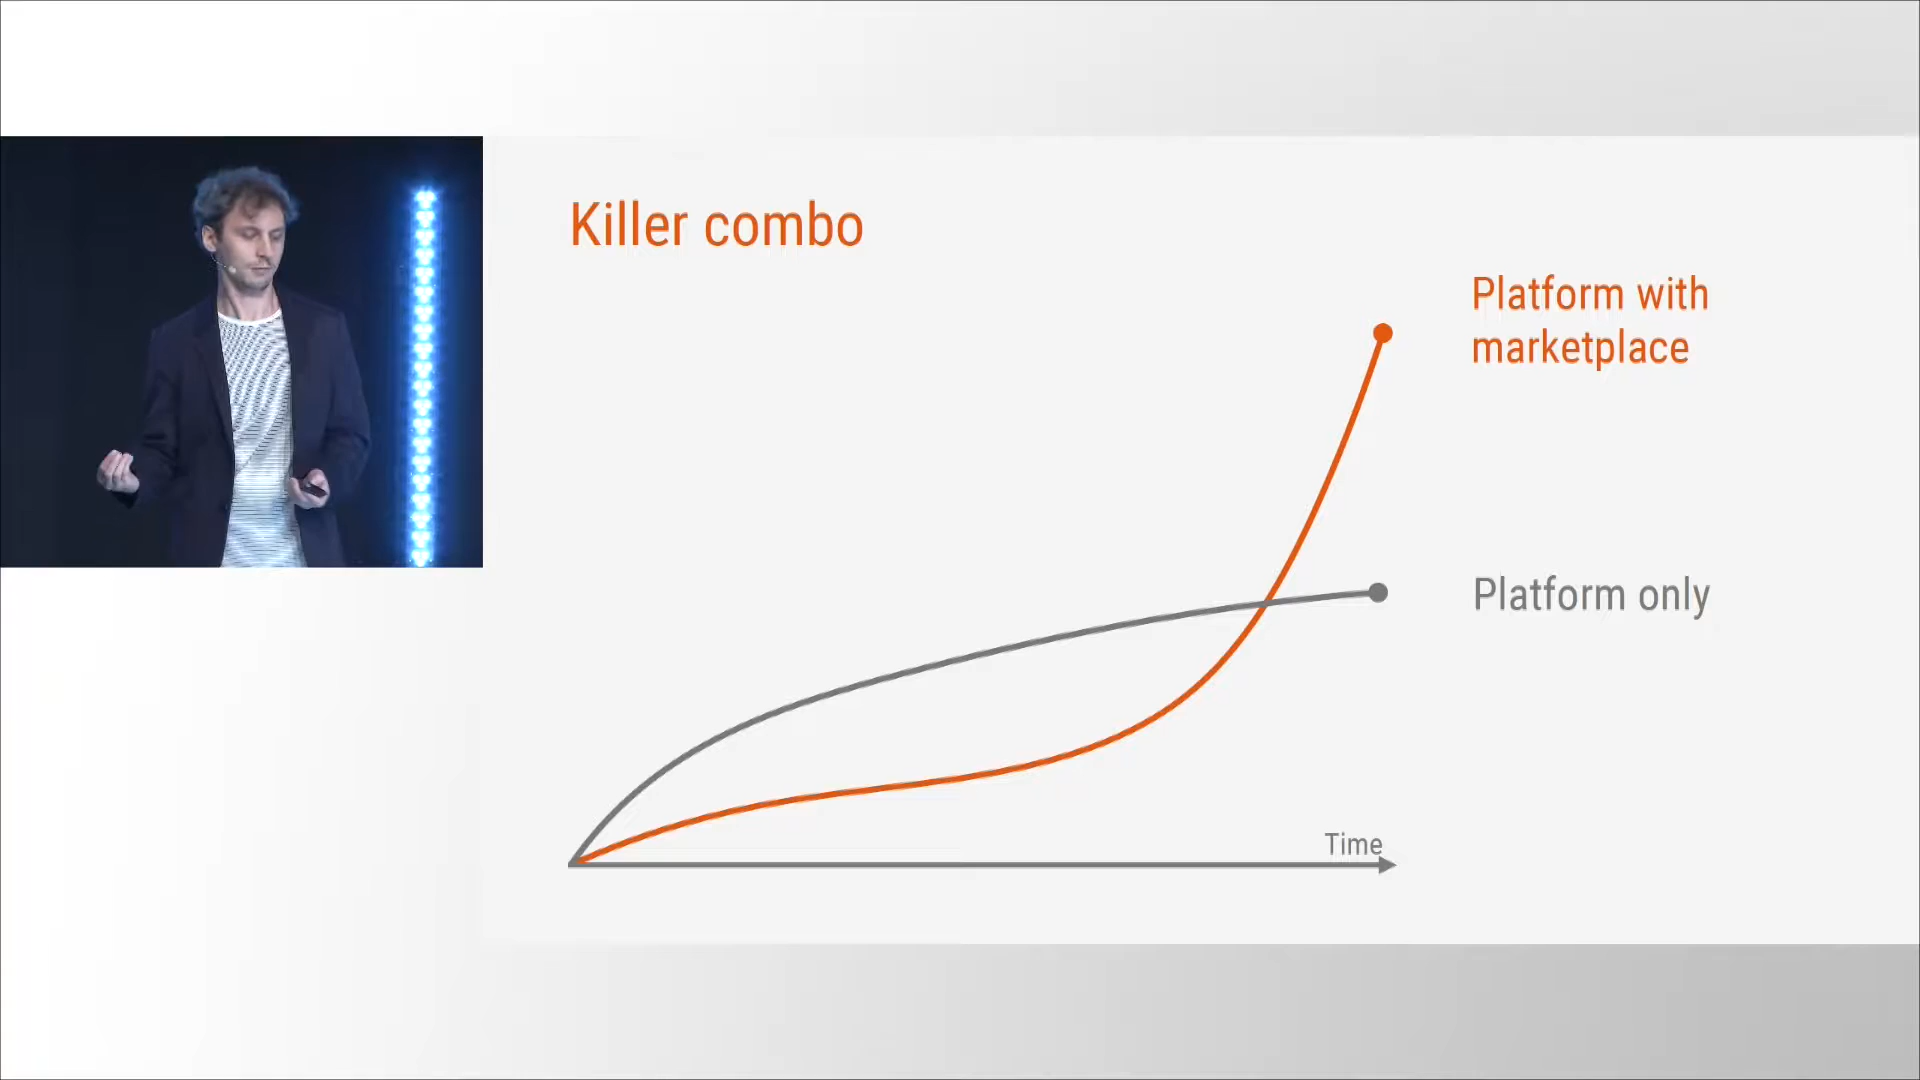 Killer combo
Platform with
marketplace
Platform only
Time